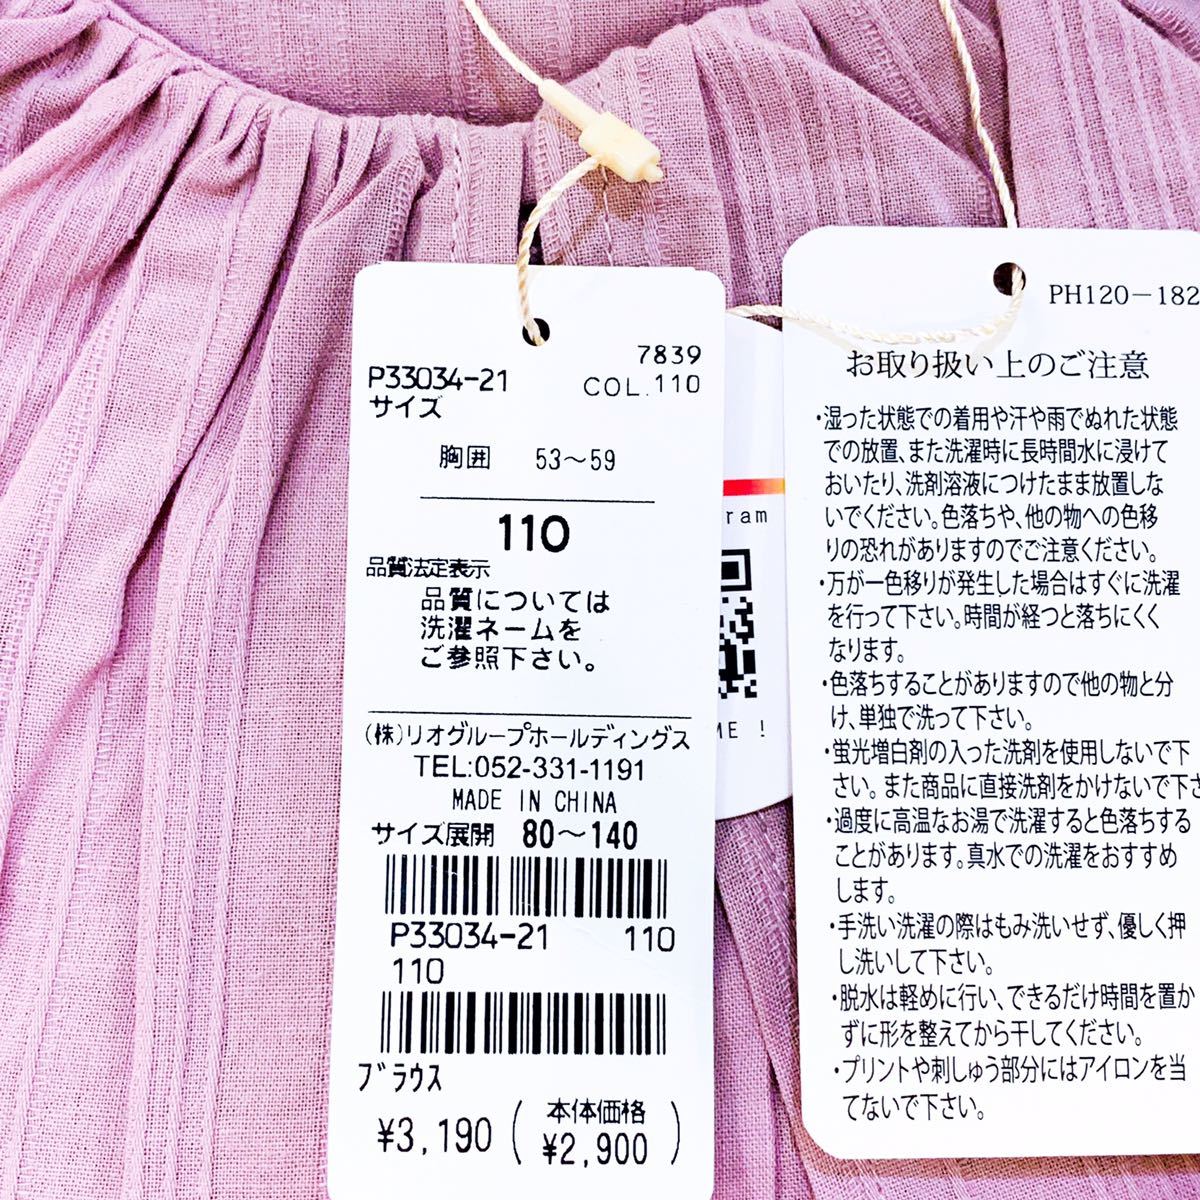 7839
P33034-21
COL.110
サイズ
胸囲 53〜59
110
品質法定表示
品質については
洗濯ネームを
ご参照下さい。
(株)リオグループホールディングス
TEL:052-331-1191
MADE IN CHINA
サイズ展開 80〜140
P33034-21 110
110
ブラウス
¥3,190 (本体価格 ¥2,900)
ram
ME !
PH120-182
お取り扱い上のご注意
・湿った状態での着用や汗や雨でぬれた状態
での放置、また洗濯時に長時間水に浸けて
おいたり、洗剤溶液につけたまま放置しな
いでください。色落ちや、他の物への色移
りの恐れがありますのでご注意ください。
・万が一色移りが発生した場合はすぐに洗濯
を行って下さい。時間が経つと落ちにくく
なります。
・色落ちすることがありますので他の物と分
け、単独で洗って下さい。
・蛍光増白剤の入った洗剤を使用しないで下
さい。また商品に直接洗剤をかけないで下さ
・過度に高温なお湯で洗濯すると色落ちする
ことがあります。真水での洗濯をおすすめ
します。
・手洗い洗濯の際はもみ洗いせず、優しく押
し洗いして下さい。
・脱水は軽めに行い、できるだけ時間を置か
ずに形を整えてから干してください。
・プリントや刺しゅう部分にはアイロンを当
てないで下さい。